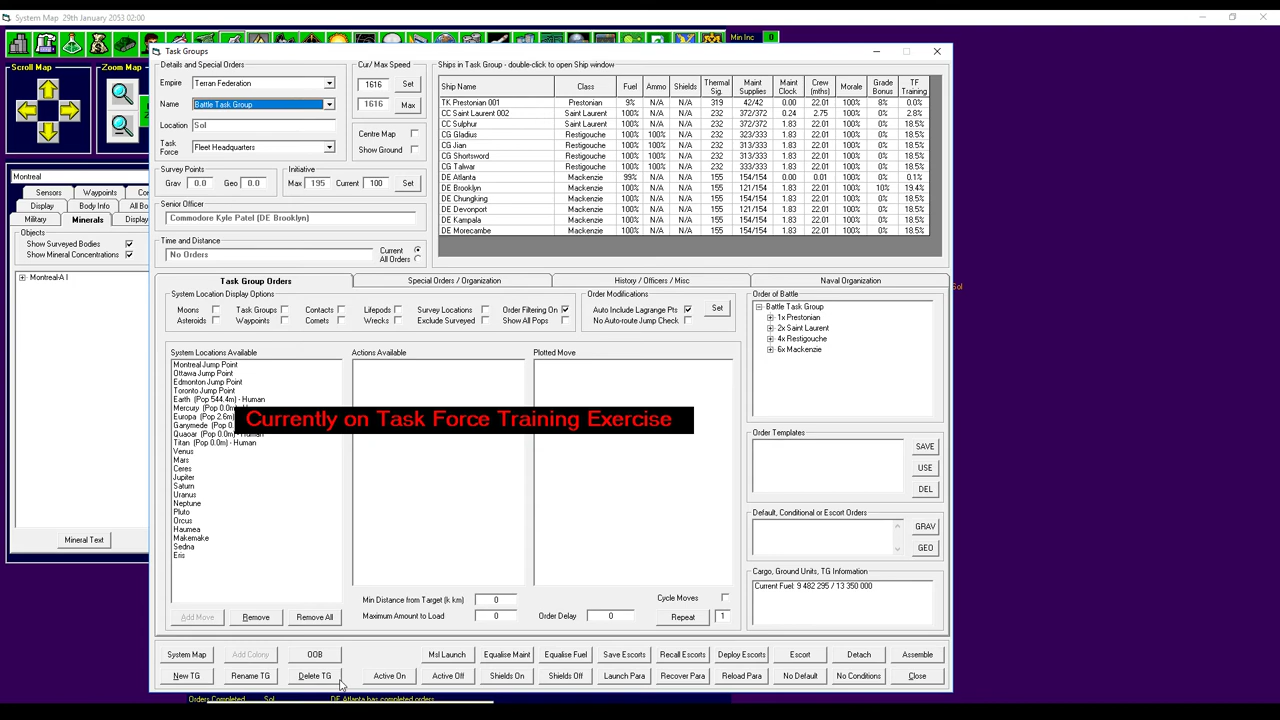 System Map 29th January 2053 02:00
Min Inc 0
Scroll Map
Zoom Map
Montreal
Sensors Waypoints
Display Body Info All Bo
Military Minerals Display
Objects
Show Surveyed Bodies
Show Mineral Concentrations
Montreal-A I
Mineral Text
Task Groups
Details and Special Orders
Empire Terran Federation
Name Battle Task Group
Location Sol
Task Force Fleet Headquarters
Cur/ Max Speed
1616 Set
1616 Max
Centre Map
Show Ground
Survey Points
Grav 0.0 Geo 0.0
Initiative
Max 195 Current 100 Set
Senior Officer
Commodore Kyle Patel (DE Brooklyn)
Time and Distance
No Orders
Current
All Orders
Ships in Task Group - double-click to open Ship window
Ship Name Class Fuel Ammo Shields Thermal Sig. Maint Supplies Maint Clock Crew (mths) Morale Grade Bonus TF Training
TK Prestonian 001 Prestonian 9% N/A N/A 319 42/42 0.00 22.01 100% 8% 0.0%
CC Saint Laurent 002 Saint Laurent 100% N/A N/A 232 372/372 0.24 2.75 100% 2.8%
CC Sulphur Saint Laurent 100% N/A N/A 232 372/372 1.83 22.01 100% 18.5%
CG Gladius Restigouche 100% 100% N/A 232 323/333 1.83 22.01 100% 18.5%
CG Jian Restigouche 100% 100% N/A 232 313/333 1.83 22.01 100% 18.5%
CG Shortsword Restigouche 100% 100% N/A 232 323/333 1.83 22.01 100% 18.5%
CG Talwar Restigouche 100% 100% N/A 232 333/333 1.83 22.01 100% 18.5%
DE Atlanta Mackenzie 99% N/A N/A 155 154/154 0.00 0.01 100% 0.1%
DE Brooklyn Mackenzie 100% N/A N/A 155 121/154 1.83 22.01 100% 10% 19.4%
DE Chungking Mackenzie 100% N/A N/A 155 154/154 1.83 22.01 100% 18.5%
DE Devonport Mackenzie 100% N/A N/A 155 121/154 1.83 22.01 100% 18.5%
DE Kampala Mackenzie 100% N/A N/A 155 154/154 1.83 22.01 100% 18.5%
DE Morecambe Mackenzie 100% N/A N/A 155 154/154 1.83 22.01 100% 18.5%
Sol
Task Group Orders Special Orders / Organization History / Officers / Misc Naval Organization
System Location Display Options
Moons Task Groups Contacts Lifepods Survey Locations Order Filtering On
Asteroids Waypoints Comets Wrecks Exclude Surveyed Show All Pops
Order Modifications
Auto Include Lagrange Pts
No Auto-route Jump Check
Set
Order of Battle
Battle Task Group
1x Prestonian
2x Saint Laurent
4x Restigouche
6x Mackenzie
System Locations Available Actions Available Plotted Move
Montreal Jump Point
Ottawa Jump Point
Edmonton Jump Point
Toronto Jump Point
Earth (Pop 544.4m) - Human
Mercury (Pop 0.0m)
Europa (Pop 2.6m)
Currently on Task Force Training Exercise
Ganymede (Pop 0.
Quaoar (Pop 0.0m) - Human
Titan (Pop 0.0m) - Human
Venus
Mars
Ceres
Jupiter
Saturn
Uranus
Neptune
Pluto
Orcus
Haumea
Makemake
Sedna
Eris
Order Templates
SAVE
USE
DEL
Default, Conditional or Escort Orders
GRAV
GEO
Cargo, Ground Units, TG Information
Current Fuel: 9 482 295 / 13 350 000
Min Distance from Target (k km) 0 Cycle Moves
Add Move Remove Remove All Maximum Amount to Load 0 Order Delay 0 Repeat 1
System Map Add Colony OOB Msl Launch Equalise Maint Equalise Fuel Save Escorts Recall Escorts Deploy Escorts Escort Detach Assemble
New TG Rename TG Delete TG Active On Active Off Shields On Shields Off Launch Para Recover Para Reload Para No Default No Conditions Close
Orders Completed Sol DE Atlanta has completed orders